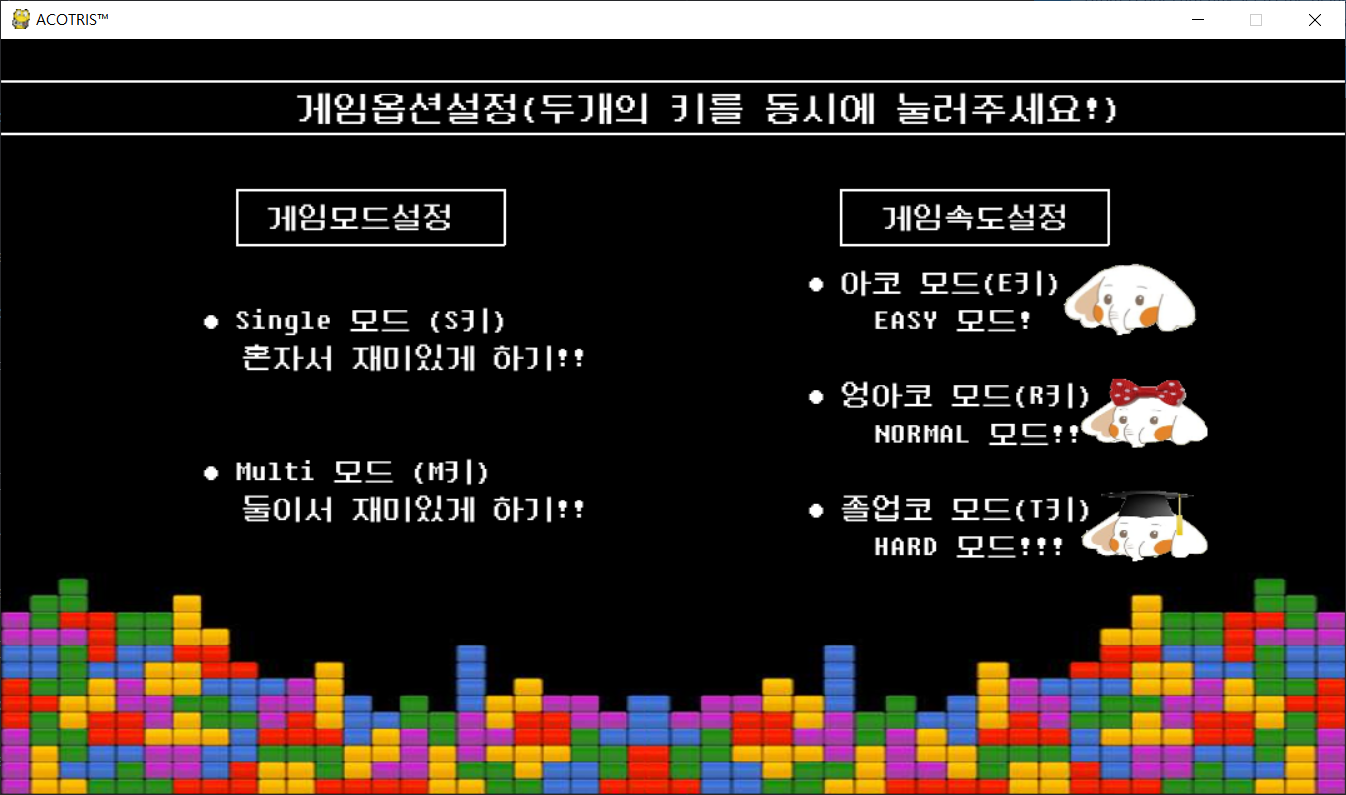 ACOTRIS™
게임옵션설정(두개의 키를 동시에 눌러주세요!)
게임모드설정
● Single 모드 (S키)
혼자서 재미있게 하기!!
● Multi 모드 (M키)
둘이서 재미있게 하기!!
게임속도설정
● 아코 모드(E키)
EASY 모드!
● 엉아코 모드(R키)
NORMAL 모드!!
● 졸업코 모드(T키)
HARD 모드!!!